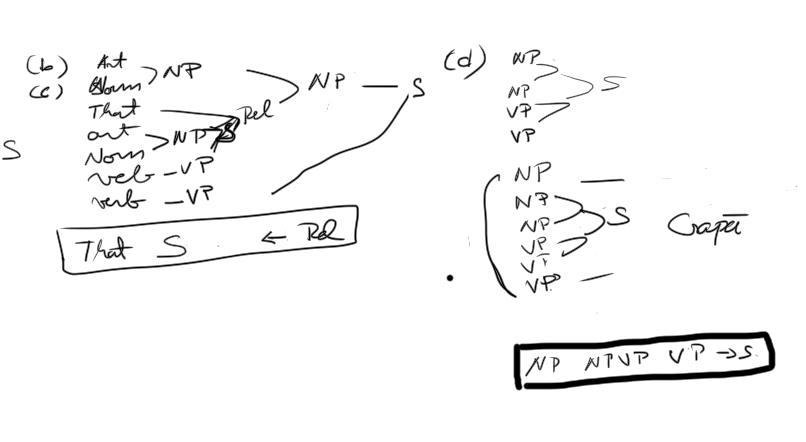 (b) Art
(c) Noun NP
That
art
S Noun NP S
verb - VP
verb - VP
Rel
NP — S
That S ← Rel
(d) NP
NP
VP
VP
S
NP
NP
NP
VP
VP
VP
S
NP NP VP VP → S